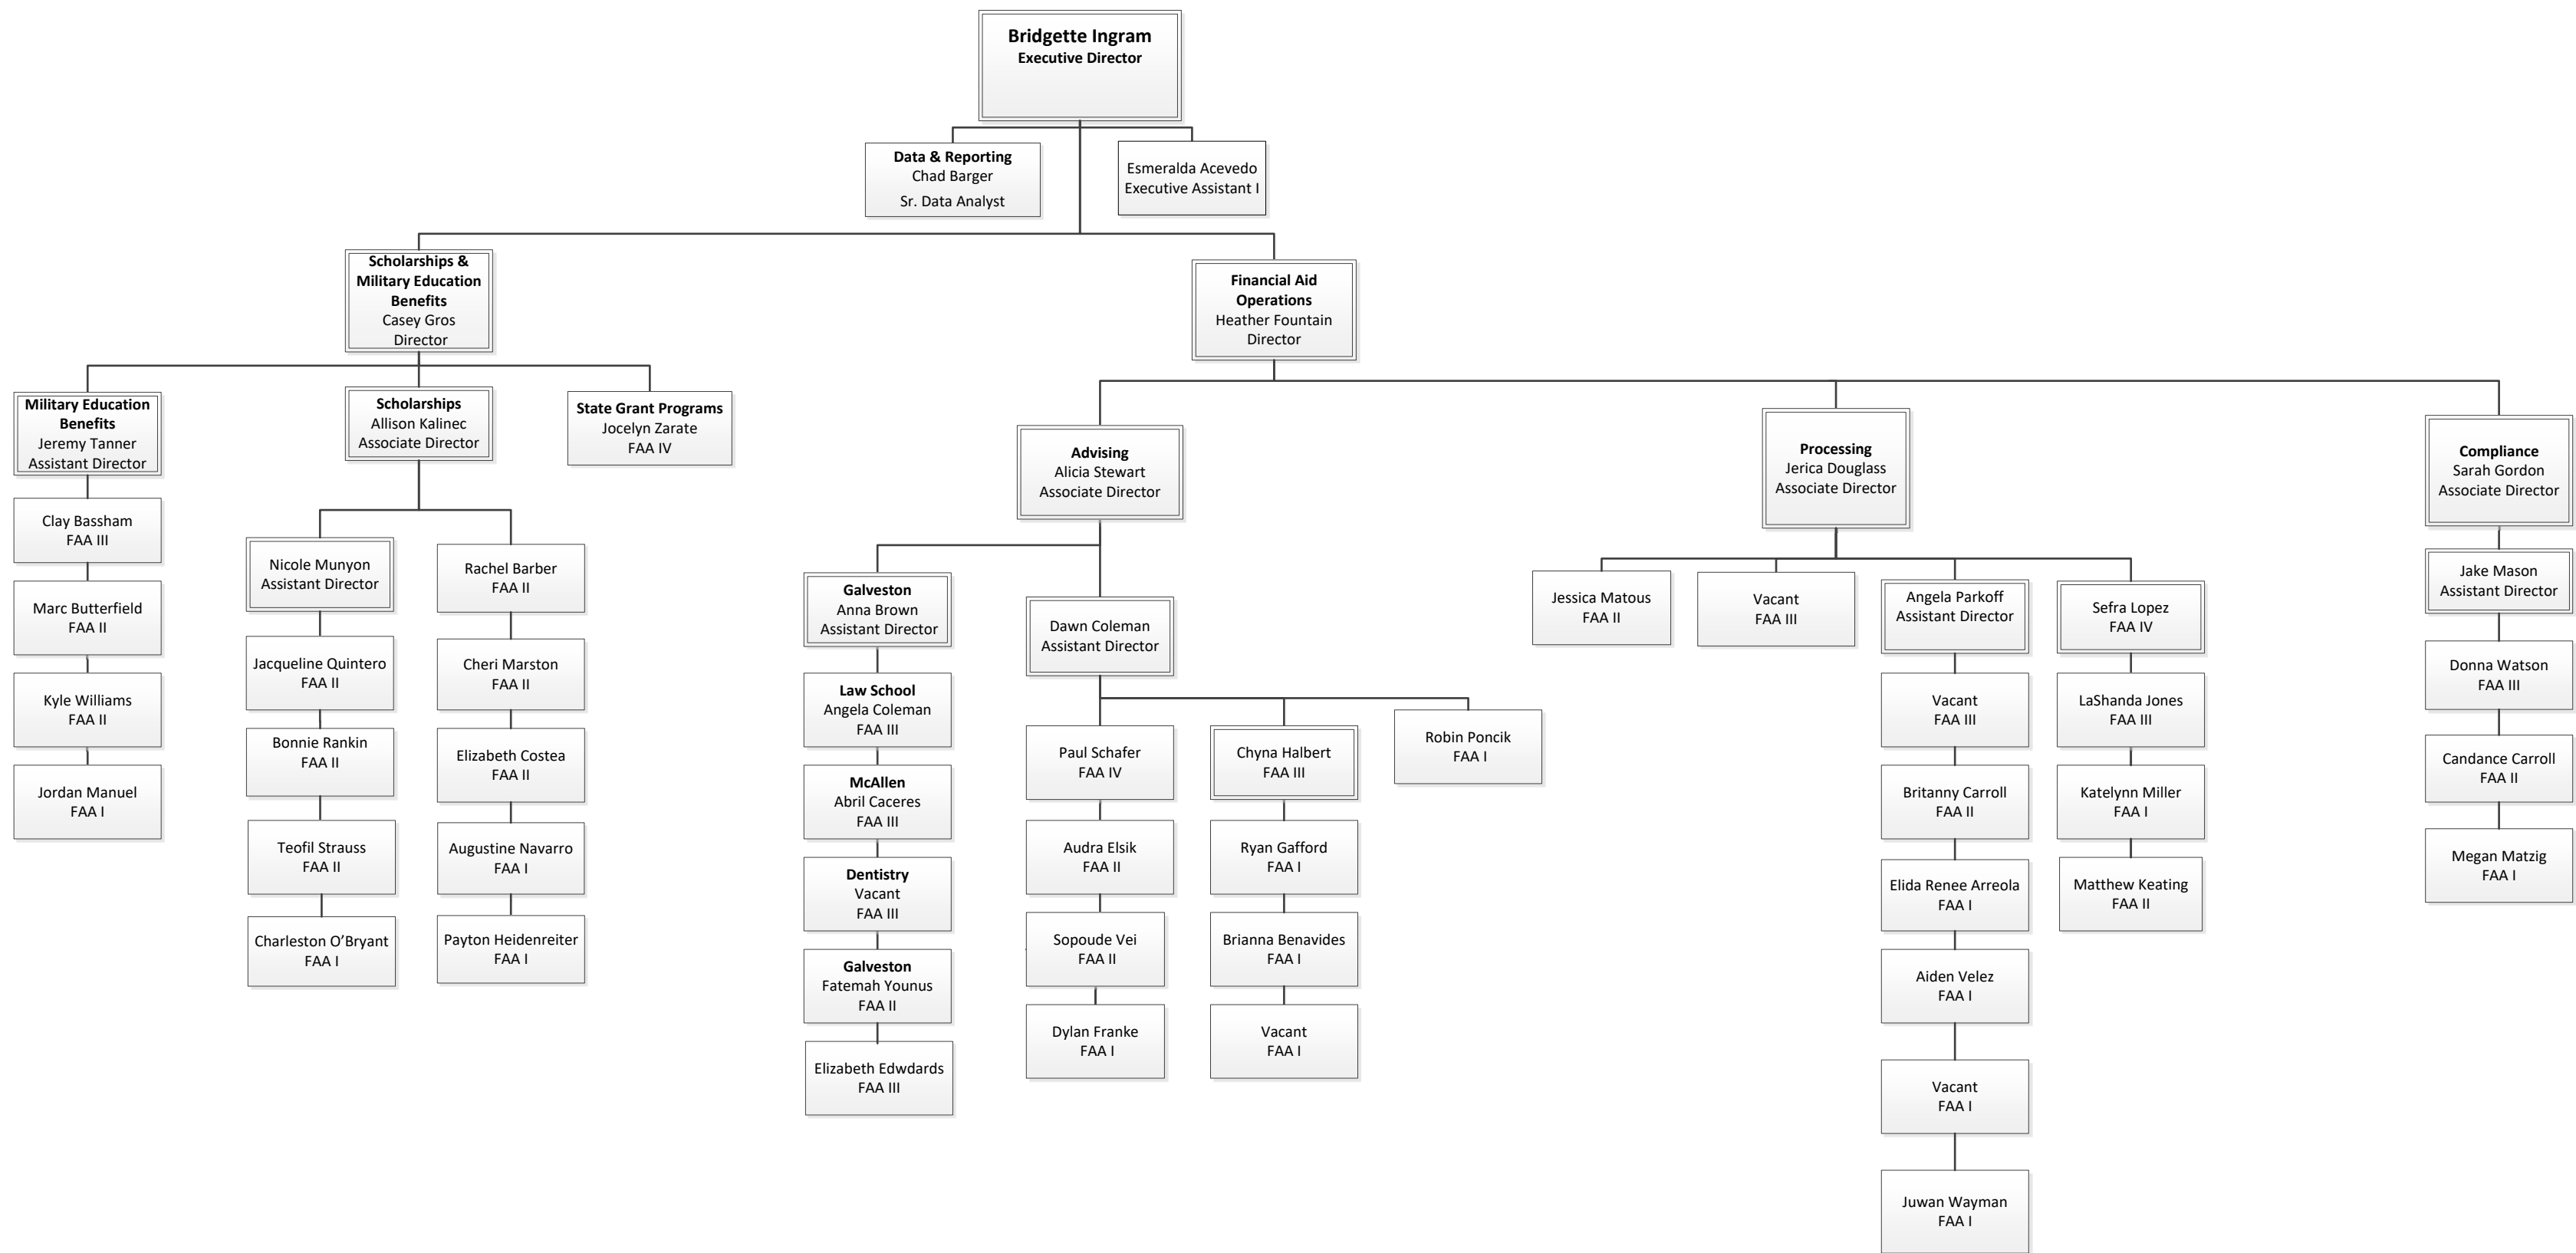 Bridgette Ingram
Executive Director
Data & Reporting
Chad Barger
Sr. Data Analyst
Esmeralda Acevedo
Executive Assistant I
Scholarships &
Military Education
Benefits
Casey Gros
Director
Financial Aid
Operations
Heather Fountain
Director
Military Education
Benefits
Jeremy Tanner
Assistant Director
Clay Bassham
FAA III
Marc Butterfield
FAA II
Kyle Williams
FAA II
Jordan Manuel
FAA I
Scholarships
Allison Kalinec
Associate Director
Nicole Munyon
Assistant Director
Jacqueline Quintero
FAA II
Bonnie Rankin
FAA II
Teofil Strauss
FAA II
Charleston O’Bryant
FAA I
Rachel Barber
FAA II
Cheri Marston
FAA II
Elizabeth Costea
FAA II
Augustine Navarro
FAA I
Payton Heidenreiter
FAA I
State Grant Programs
Jocelyn Zarate
FAA IV
Advising
Alicia Stewart
Associate Director
Galveston
Anna Brown
Assistant Director
Law School
Angela Coleman
FAA III
McAllen
Abril Caceres
FAA III
Dentistry
Vacant
FAA III
Galveston
Fatemah Younus
FAA II
Elizabeth Edwdards
FAA III
Dawn Coleman
Assistant Director
Paul Schafer
FAA IV
Audra Elsik
FAA II
Sopoude Vei
FAA II
Dylan Franke
FAA I
Chyna Halbert
FAA III
Ryan Gafford
FAA I
Brianna Benavides
FAA I
Vacant
FAA I
Robin Poncik
FAA I
Processing
Jerica Douglass
Associate Director
Jessica Matous
FAA II
Vacant
FAA III
Angela Parkoff
Assistant Director
Vacant
FAA III
Britanny Carroll
FAA II
Elida Renee Arreola
FAA I
Aiden Velez
FAA I
Vacant
FAA I
Juwan Wayman
FAA I
Sefra Lopez
FAA IV
LaShanda Jones
FAA III
Katelynn Miller
FAA I
Matthew Keating
FAA II
Compliance
Sarah Gordon
Associate Director
Jake Mason
Assistant Director
Donna Watson
FAA III
Candance Carroll
FAA II
Megan Matzig
FAA I